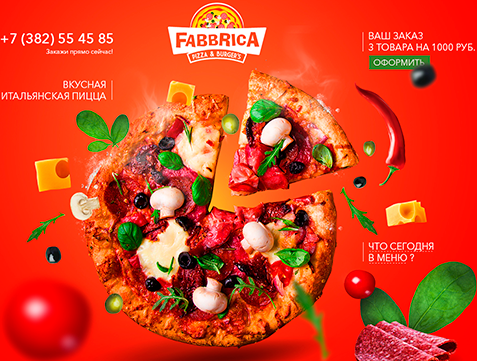 +7 (382) 55 45 85
Закажи прямо сейчас!
FABBRICA
PIZZA & BURGER'S
ВАШ ЗАКАЗ
3 ТОВАРА НА 1000 РУБ.
ОФОРМИТЬ
ВКУСНАЯ
ИТАЛЬЯНСКАЯ ПИЦЦА
ЧТО СЕГОДНЯ
В МЕНЮ ?